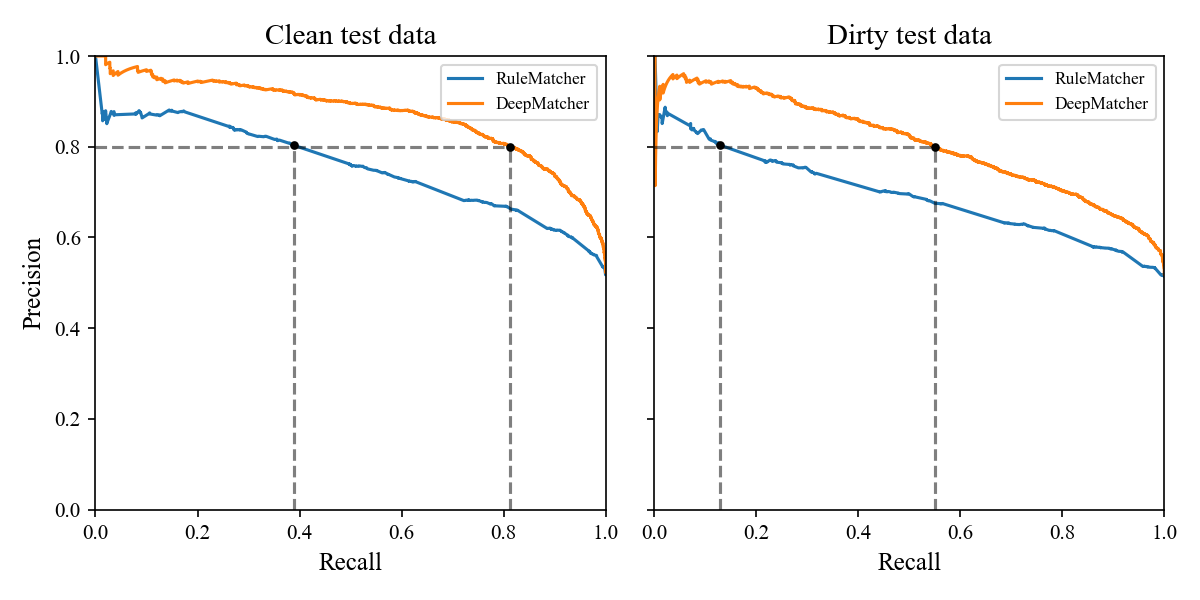 Clean test data
1.0
0.8
0.6
0.4
0.2
0.0
Precision
RuleMatcher
DeepMatcher
0.0 0.2 0.4 0.6 0.8 1.0
Recall
Dirty test data
RuleMatcher
DeepMatcher
0.0 0.2 0.4 0.6 0.8 1.0
Recall